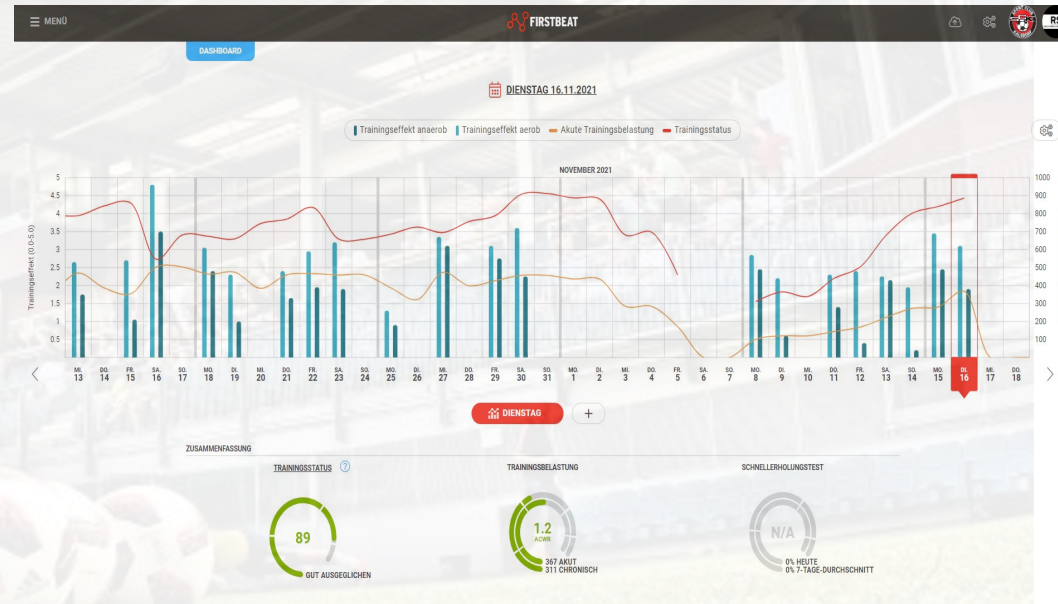 MENÜ
FIRSTBEAT
DASHBOARD
DIENSTAG 16.11.2021
Trainingseffekt anaerob Trainingseffekt aerob Akute Trainingsbelastung Trainingsstatus
NOVEMBER 2021
Trainingseffekt (0.0-5.0)
5
4.5
4
3.5
3
2.5
2
1.5
1
0.5
1000
900
800
700
600
500
400
300
200
100
MI. DO. FR. SA. SO. MO. DI. MI. DO. FR. SA. SO. MO. DI. MI. DO. FR. SA. SO. MO. DI. MI. DO. FR. SA. SO. MO. DI. MI. DO. FR. SA. SO. MO. DI. MI. DO.
13 14 15 16 17 18 19 20 21 22 23 24 25 26 27 28 29 30 31 1 2 3 4 5 6 7 8 9 10 11 12 13 14 15 16 17 18
DIENSTAG +
ZUSAMMENFASSUNG
TRAININGSSTATUS ?
89
GUT AUSGEGLICHEN
TRAININGSBELASTUNG
1.2
ACWR
367 AKUT
311 CHRONISCH
SCHNELLERHOLUNGSTEST
N/A
0% HEUTE
0% 7-TAGE-DURCHSCHNITT